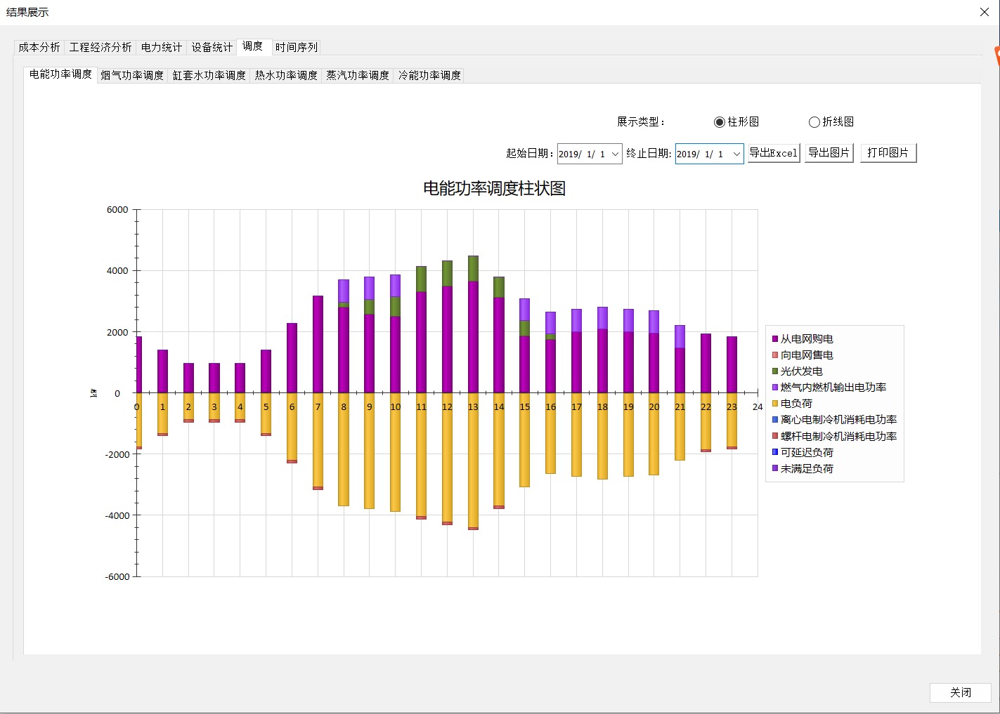 结果展示
成本分析 工程经济分析 电力统计 设备统计 调度 时间序列
电能功率调度 烟气功率调度 缸套水功率调度 热水功率调度 蒸汽功率调度 冷能功率调度
展示类型： 柱形图 折线图
起始日期： 2019/ 1/ 1 终止日期: 2019/ 1/ 1 导出Excel 导出图片 打印图片
电能功率调度柱状图
6000
4000
2000
0
-2000
-4000
-6000
kW
0 1 2 3 4 5 6 7 8 9 10 11 12 13 14 15 16 17 18 19 20 21 22 23 24
从电网购电
向电网售电
光伏发电
燃气内燃机输出电功率
电负荷
离心电制冷机消耗电功率
螺杆电制冷机消耗电功率
可延迟负荷
未满足负荷
关闭